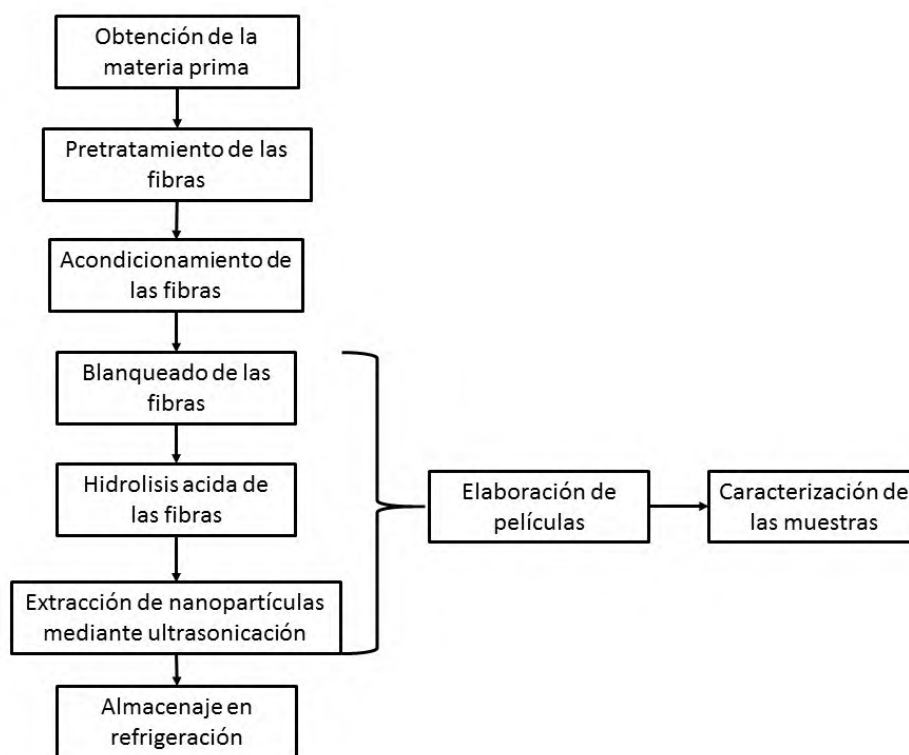 Obtención de la
materia prima
Pretratamiento de las
fibras
Acondicionamiento de
las fibras
Blanqueado de las
fibras
Hidrolisis acida de
las fibras
Extracción de nanopartículas
mediante ultrasonicación
Almacenaje en
refrigeración
Elaboración de
películas
Caracterización de
las muestras